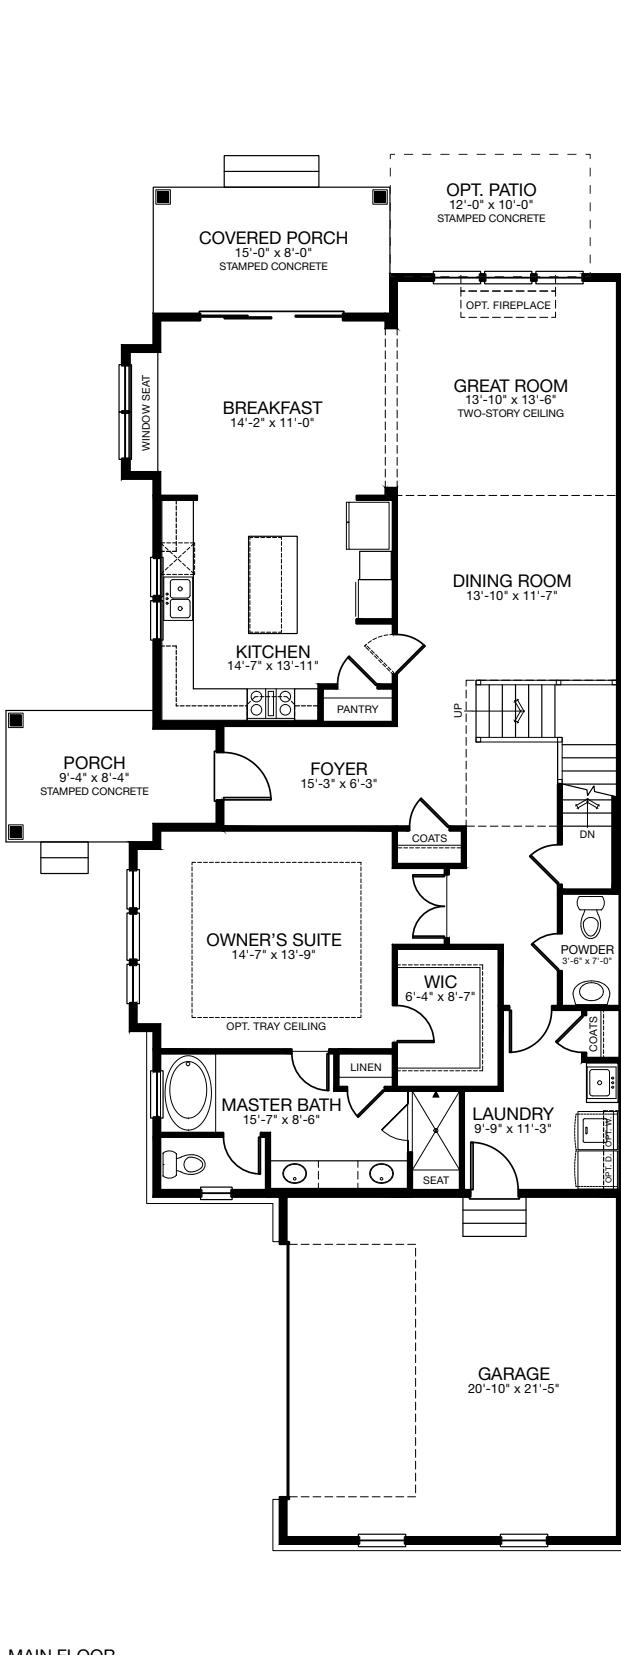 OPT. PATIO
12'-0" x 10'-0"
STAMPED CONCRETE
COVERED PORCH
15'-0" x 8'-0"
STAMPED CONCRETE
OPT. FIREPLACE
WINDOW SEAT
BREAKFAST
14'-2" x 11'-0"
GREAT ROOM
13'-10" x 13'-6"
TWO-STORY CEILING
DINING ROOM
13'-10" x 11'-7"
KITCHEN
14'-7" x 13'-11"
PANTRY
UP
PORCH
9'-4" x 8'-4"
STAMPED CONCRETE
FOYER
15'-3" x 6'-3"
COATS
DN
OWNER'S SUITE
14'-7" x 13'-9"
OPT. TRAY CEILING
POWDER
3'-6" x 7'-0"
WIC
6'-4" x 8'-7"
COATS
LINEN
MASTER BATH
15'-7" x 8'-6"
LAUNDRY
9'-9" x 11'-3"
OPT. W.
OPT. D.
SEAT
GARAGE
20'-10" x 21'-5"
MAIN FLOOR